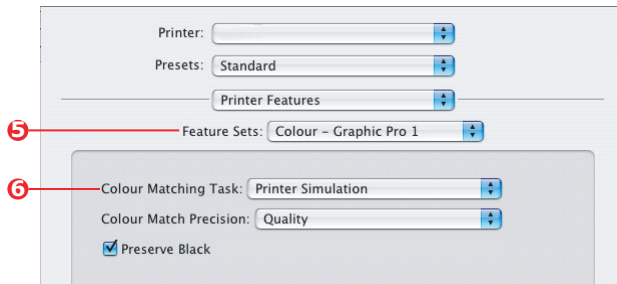 Printer:
Presets: Standard
Printer Features
5 Feature Sets: Colour – Graphic Pro 1
6 Colour Matching Task: Printer Simulation
Colour Match Precision: Quality
Preserve Black